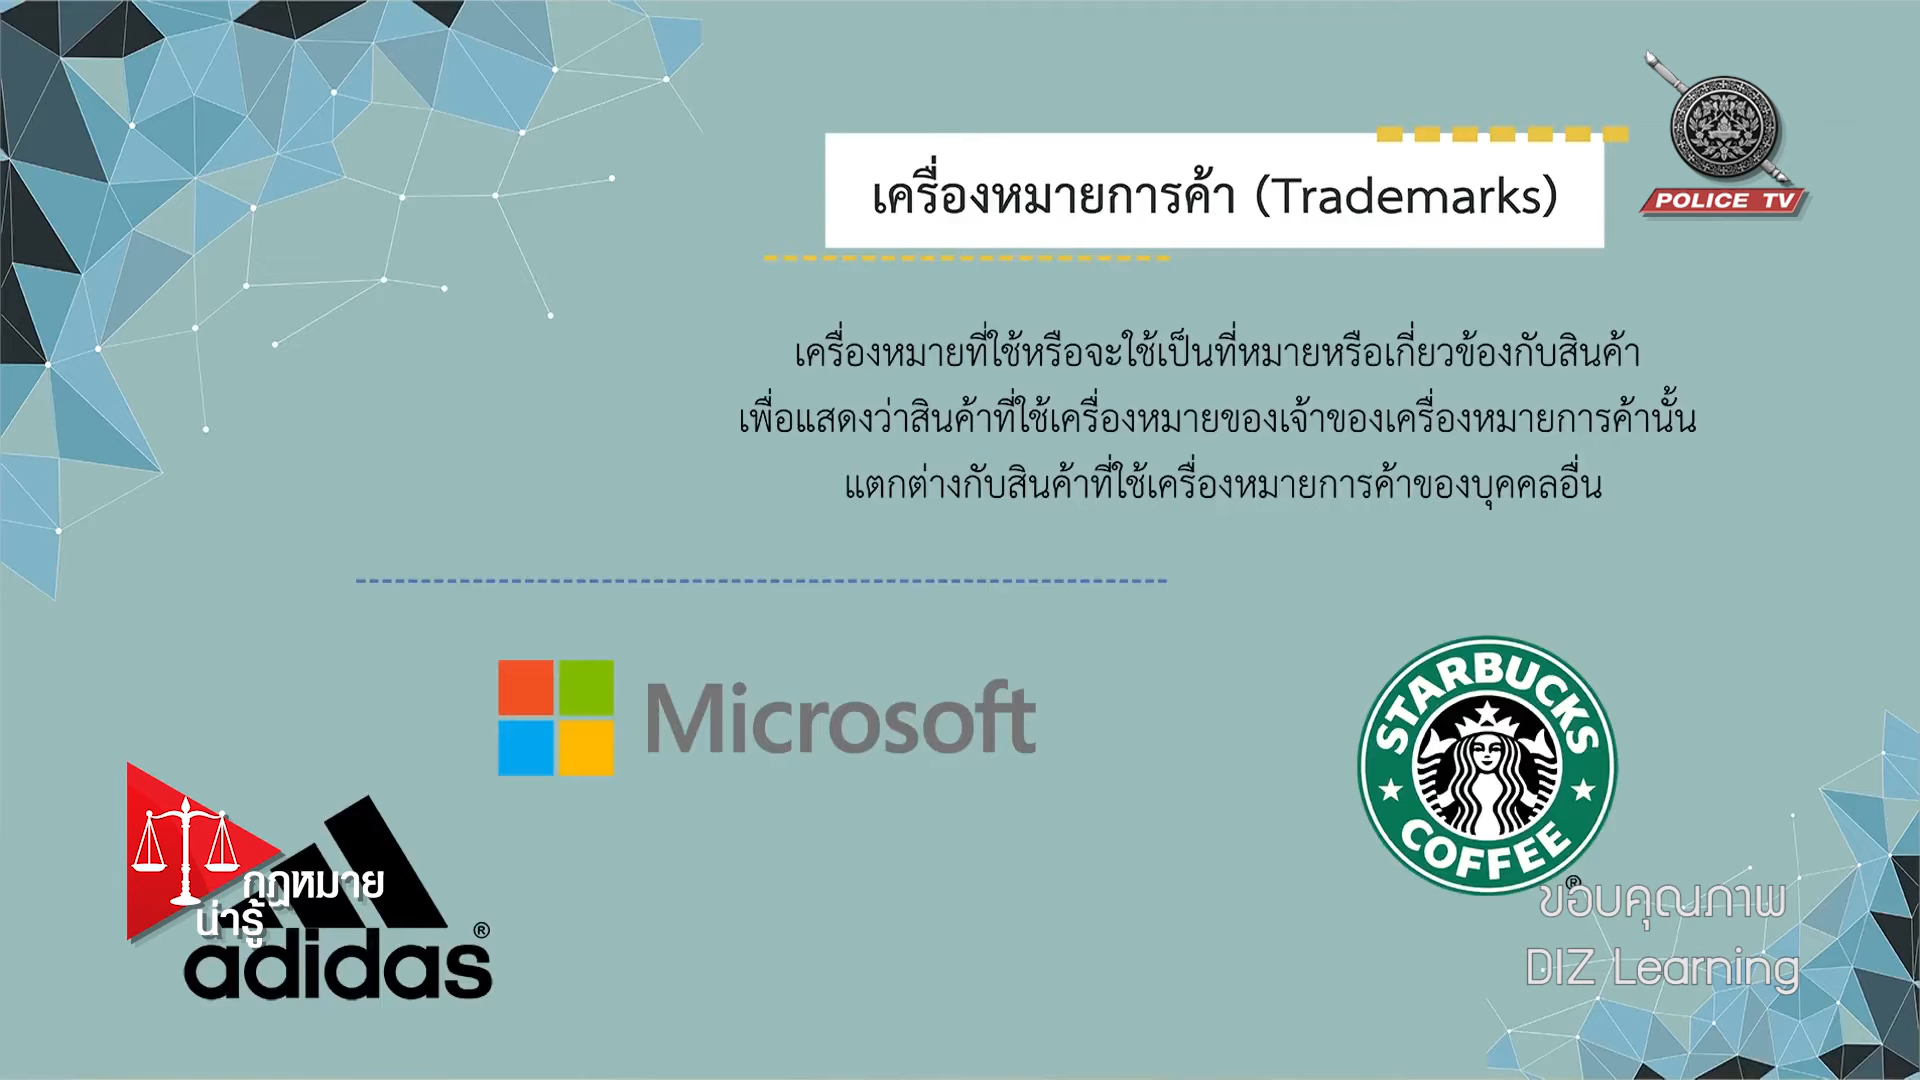 เครื่องหมายการค้า (Trademarks)
POLICE TV
เครื่องหมายที่ใช้หรือจะใช้เป็นที่หมายหรือเกี่ยวข้องกับสินค้า
เพื่อแสดงว่าสินค้าที่ใช้เครื่องหมายของเจ้าของเครื่องหมายการค้านั้น
แตกต่างกับสินค้าที่ใช้เครื่องหมายการค้าของบุคคลอื่น
Microsoft
STARBUCKS
COFFEE
®
กฎหมาย
น่ารู้
adidas®
ขอบคุณภาพ
DIZ Learning